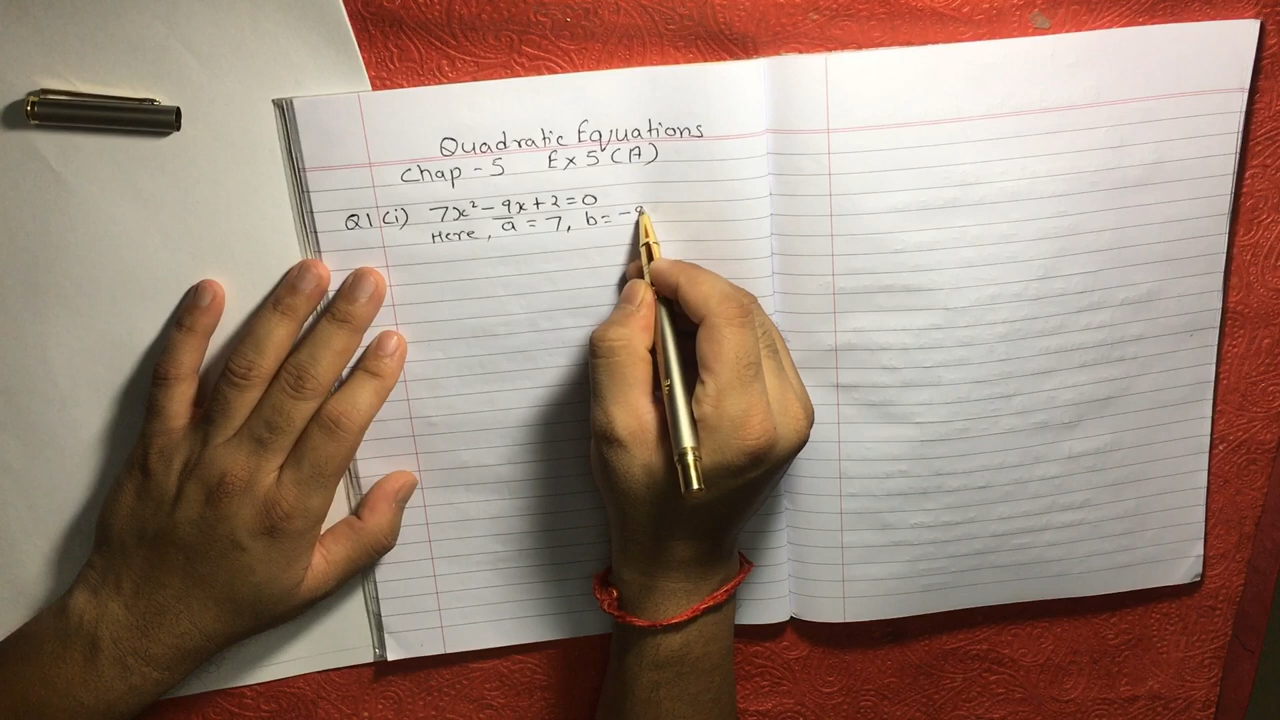 Quadratic Equations
Chap - 5 Ex 5 (A)
Q1 (i) 7x² - 9x + 2 = 0
Here, a = 7, b = -9